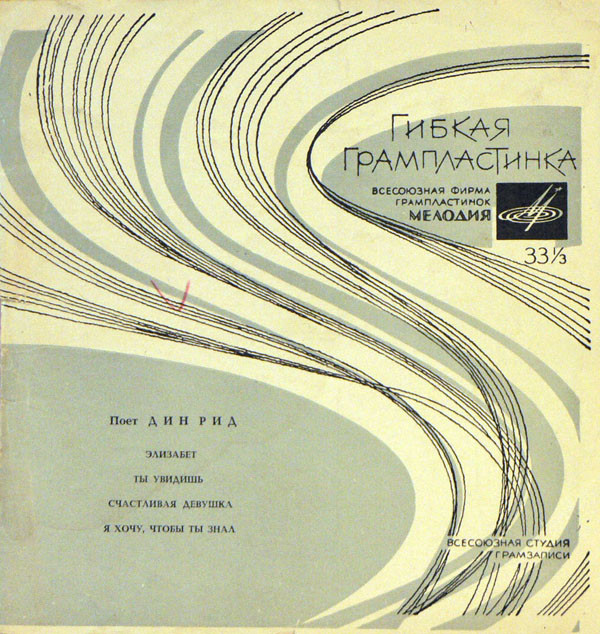 ГИБКАЯ
ГРАМПЛАСТИНКА
ВСЕСОЮЗНАЯ ФИРМА
ГРАМПЛАСТИНОК
МЕЛОДИЯ
33⅓
Поет ДИН РИД
ЭЛИЗАБЕТ
ТЫ УВИДИШЬ
СЧАСТЛИВАЯ ДЕВУШКА
Я ХОЧУ, ЧТОБЫ ТЫ ЗНАЛ
ВСЕСОЮЗНАЯ СТУДИЯ
ГРАМЗАПИСИ